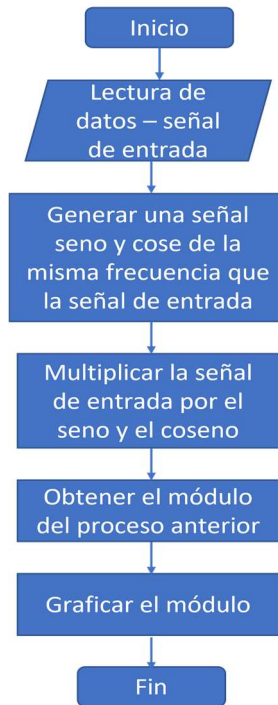 Inicio
Lectura de
datos – señal
de entrada
Generar una señal
seno y cose de la
misma frecuencia que
la señal de entrada
Multiplicar la señal
de entrada por el
seno y el coseno
Obtener el módulo
del proceso anterior
Graficar el módulo
Fin